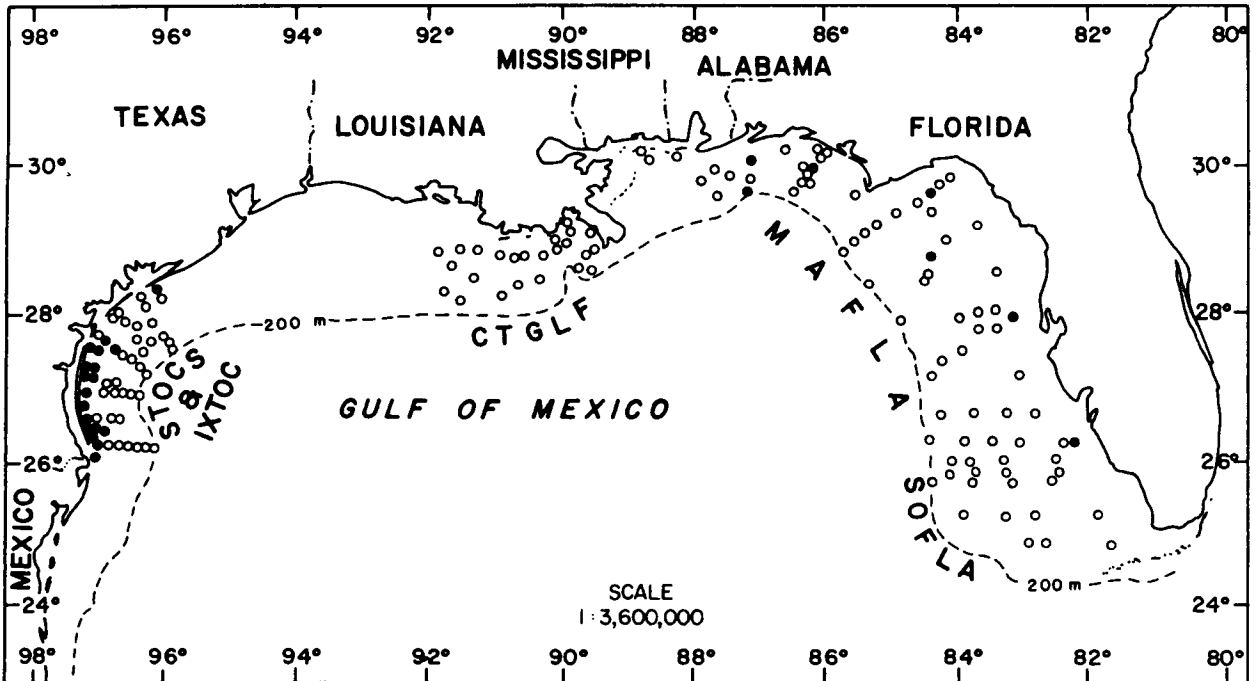 98° 96° 94° 92° 90° 88° 86° 84° 82° 80°
MISSISSIPPI
ALABAMA
TEXAS
LOUISIANA
FLORIDA
30° 30°
MAFLA
28° 28°
200 m
CTGLF
STOCS
&
IXTOC
GULF OF MEXICO
26° 26°
SOFLA
MEXICO
200 m
SCALE
1:3,600,000
24° 24°
98° 96° 94° 92° 90° 88° 86° 84° 82° 80°